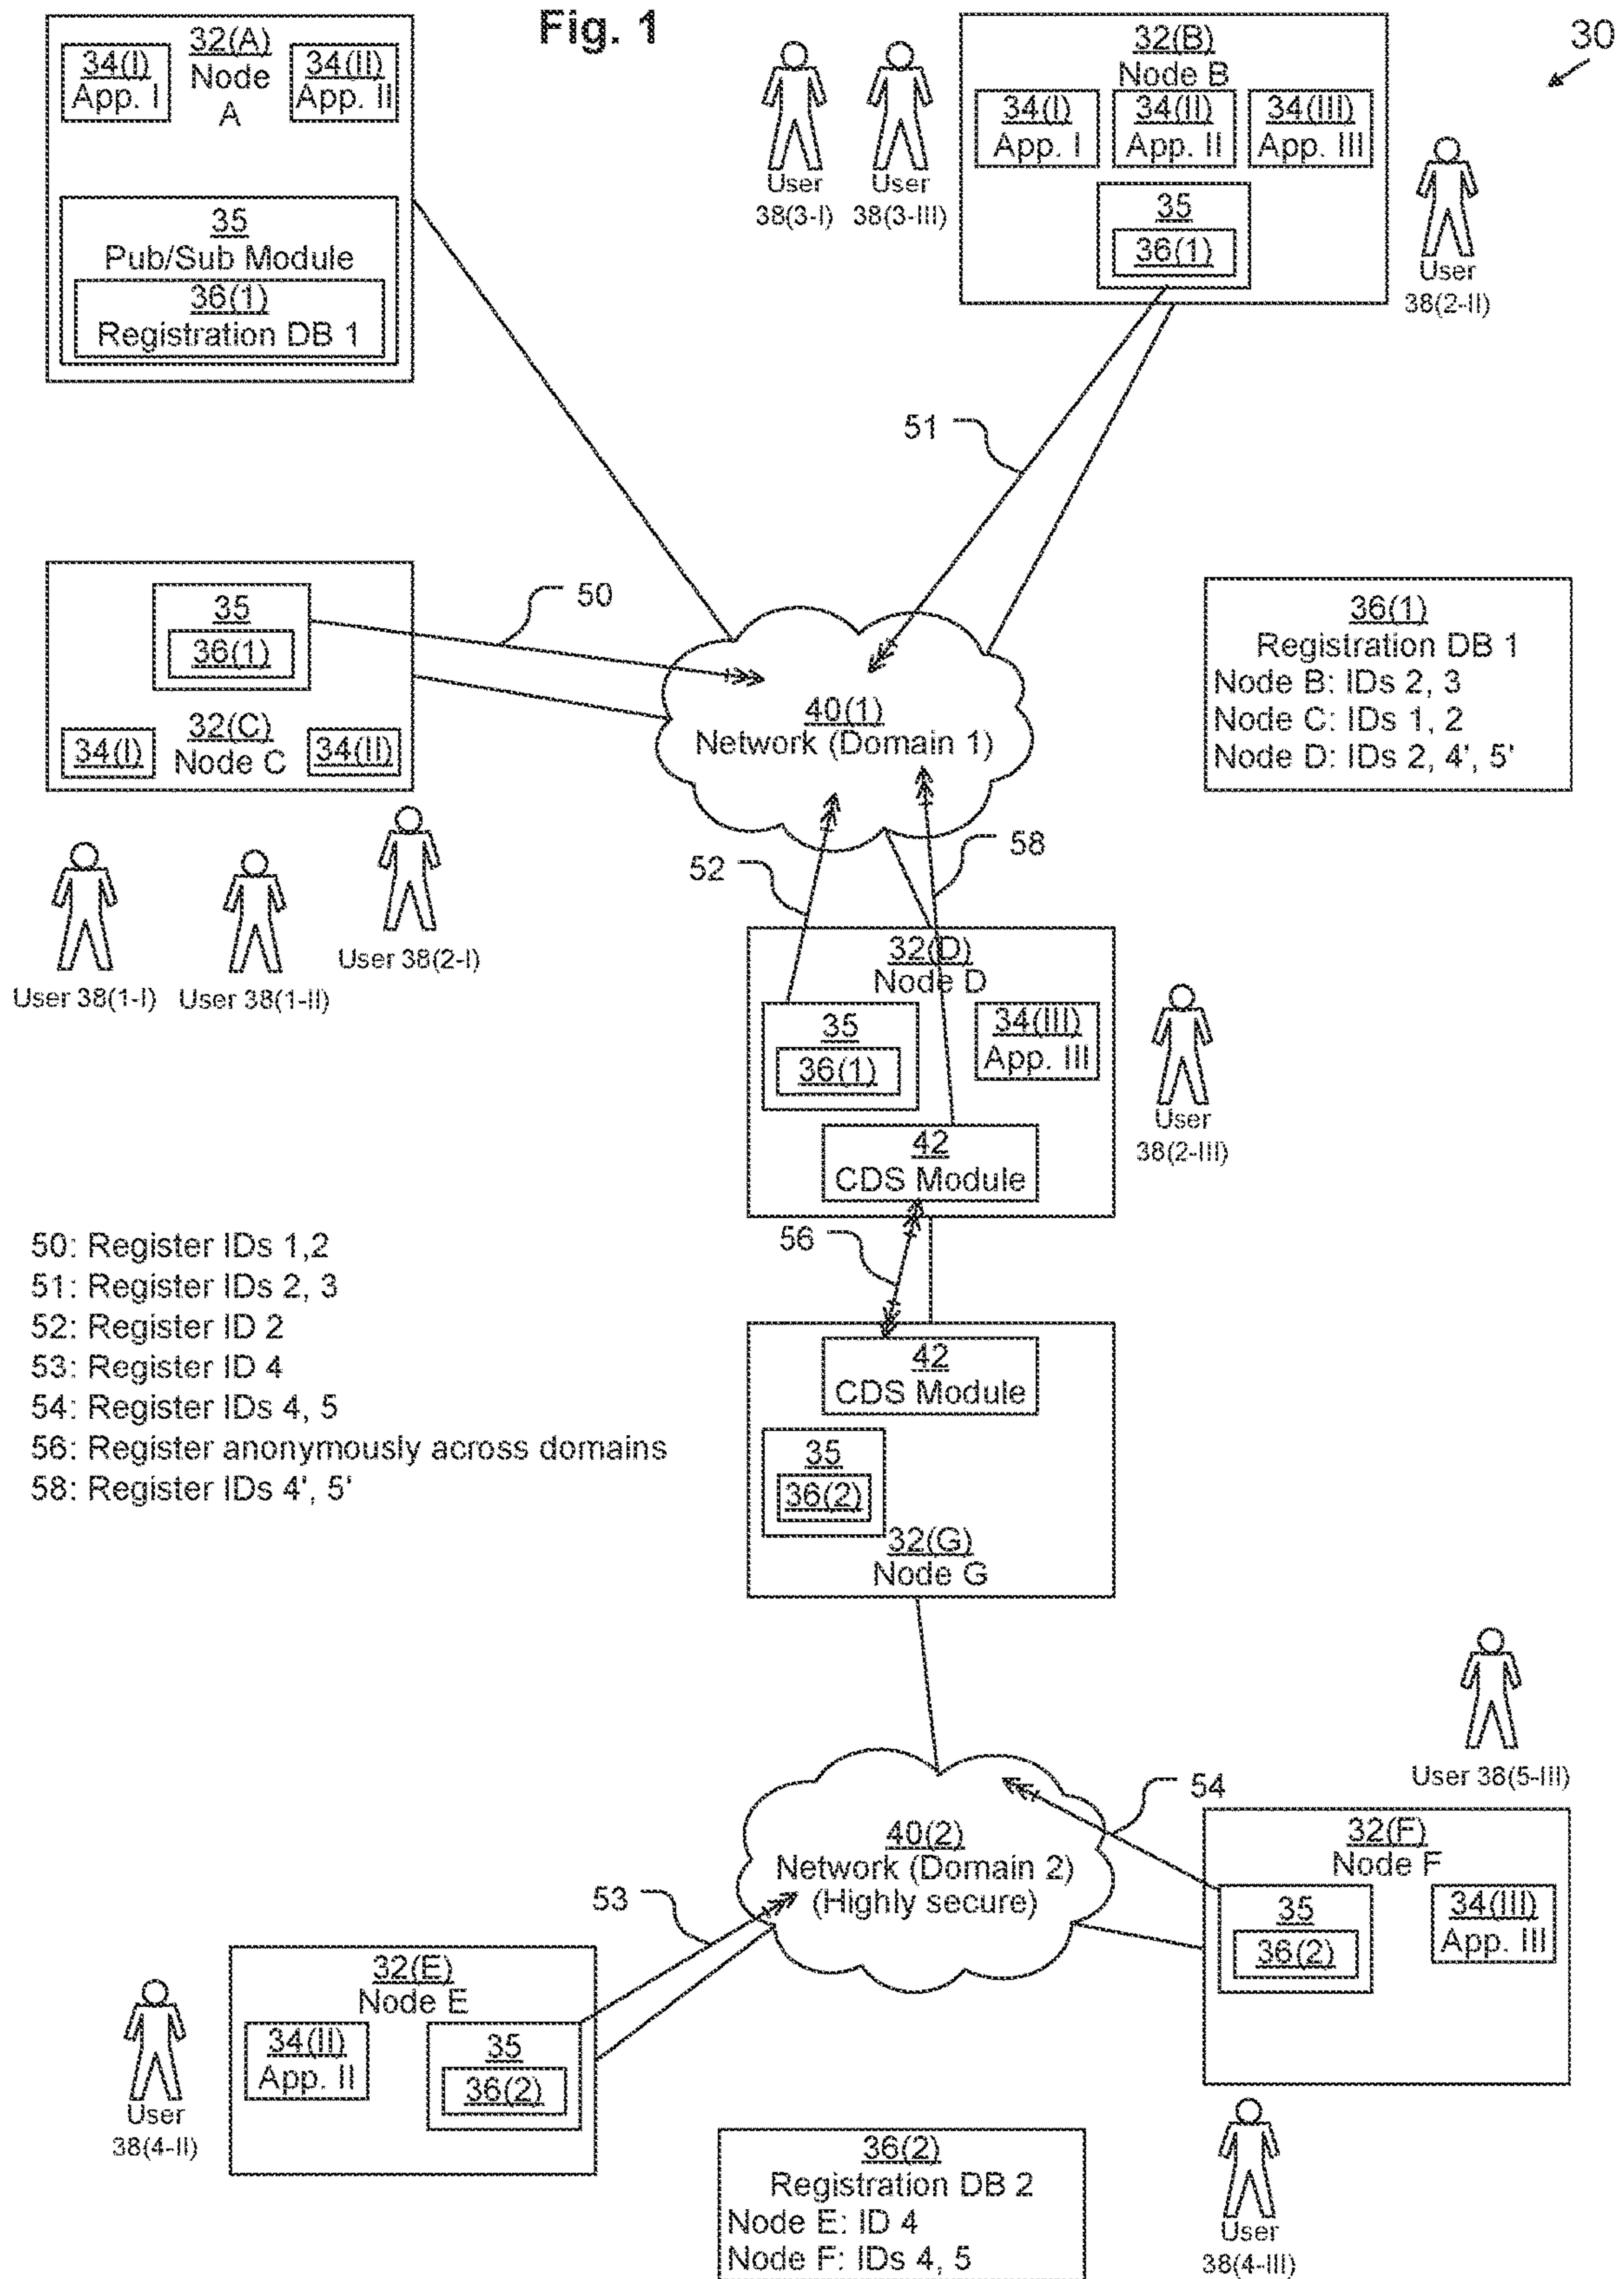 Fig. 1
30
32(A)
Node
A
34(I)
App. I
34(II)
App. II
35
Pub/Sub Module
36(1)
Registration DB 1
User
38(3-I)
User
38(3-III)
32(B)
Node B
34(I)
App. I
34(II)
App. II
34(III)
App. III
35
36(1)
User
38(2-II)
51
35
36(1)
32(C)
Node C
34(I)
34(II)
50
40(1)
Network (Domain 1)
36(1)
Registration DB 1
Node B: IDs 2, 3
Node C: IDs 1, 2
Node D: IDs 2, 4', 5'
User 38(1-I)
User 38(1-II)
User 38(2-I)
52
58
32(D)
Node D
35
36(1)
34(III)
App. III
42
CDS Module
User
38(2-III)
56
50: Register IDs 1,2
51: Register IDs 2, 3
52: Register ID 2
53: Register ID 4
54: Register IDs 4, 5
56: Register anonymously across domains
58: Register IDs 4', 5'
42
CDS Module
35
36(2)
32(G)
Node G
User 38(5-III)
40(2)
Network (Domain 2)
(Highly secure)
54
32(F)
Node F
35
36(2)
34(III)
App. III
53
32(E)
Node E
34(II)
App. II
35
36(2)
User
38(4-II)
36(2)
Registration DB 2
Node E: ID 4
Node F: IDs 4, 5
User
38(4-III)